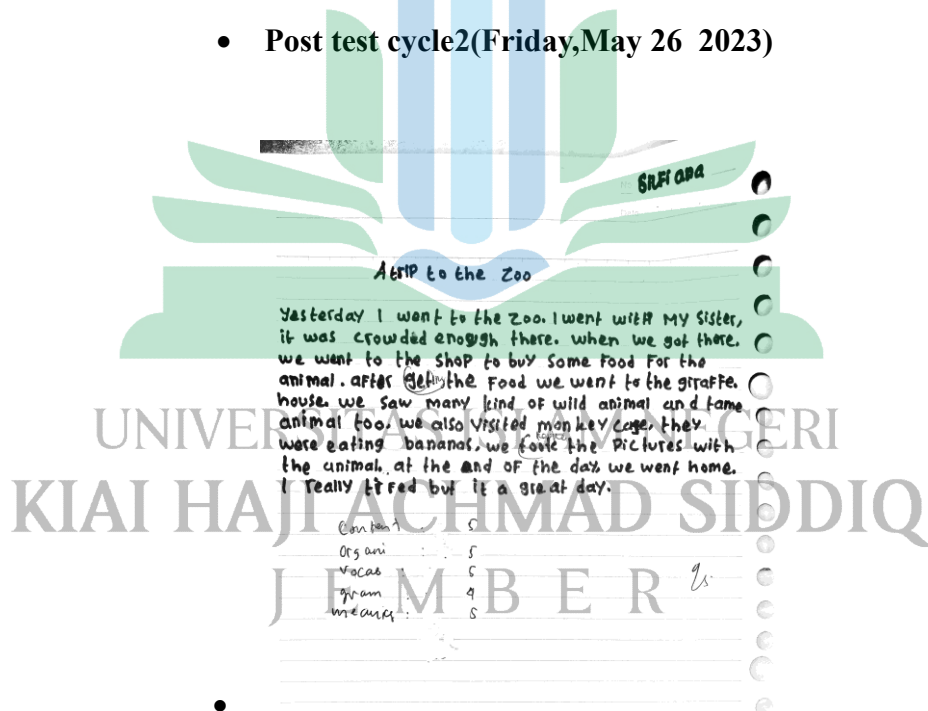 • Post test cycle2(Friday,May 26 2023)
A trip to the Zoo
Yesterday I went to the Zoo. I went with My Sister,
it was crowded enough there. when we got there.
we went to the shop to buy some food for the
animal. after getting the food we went to the giraffe.
house. we saw many kind of wild animal and tame
animal too. we also visited monkey cage. they
UNIVERSITAS ISLAM NEGERI
were eating bananas. we took the Pictures with
the animal. at the end of the day. we went home.
I really tired but it a great day.
KIAI HAJI ACHMAD SIDDIQ
Content : 5
Organi : 5
Vocab : 5
gram : 4
JEMBER
5
•